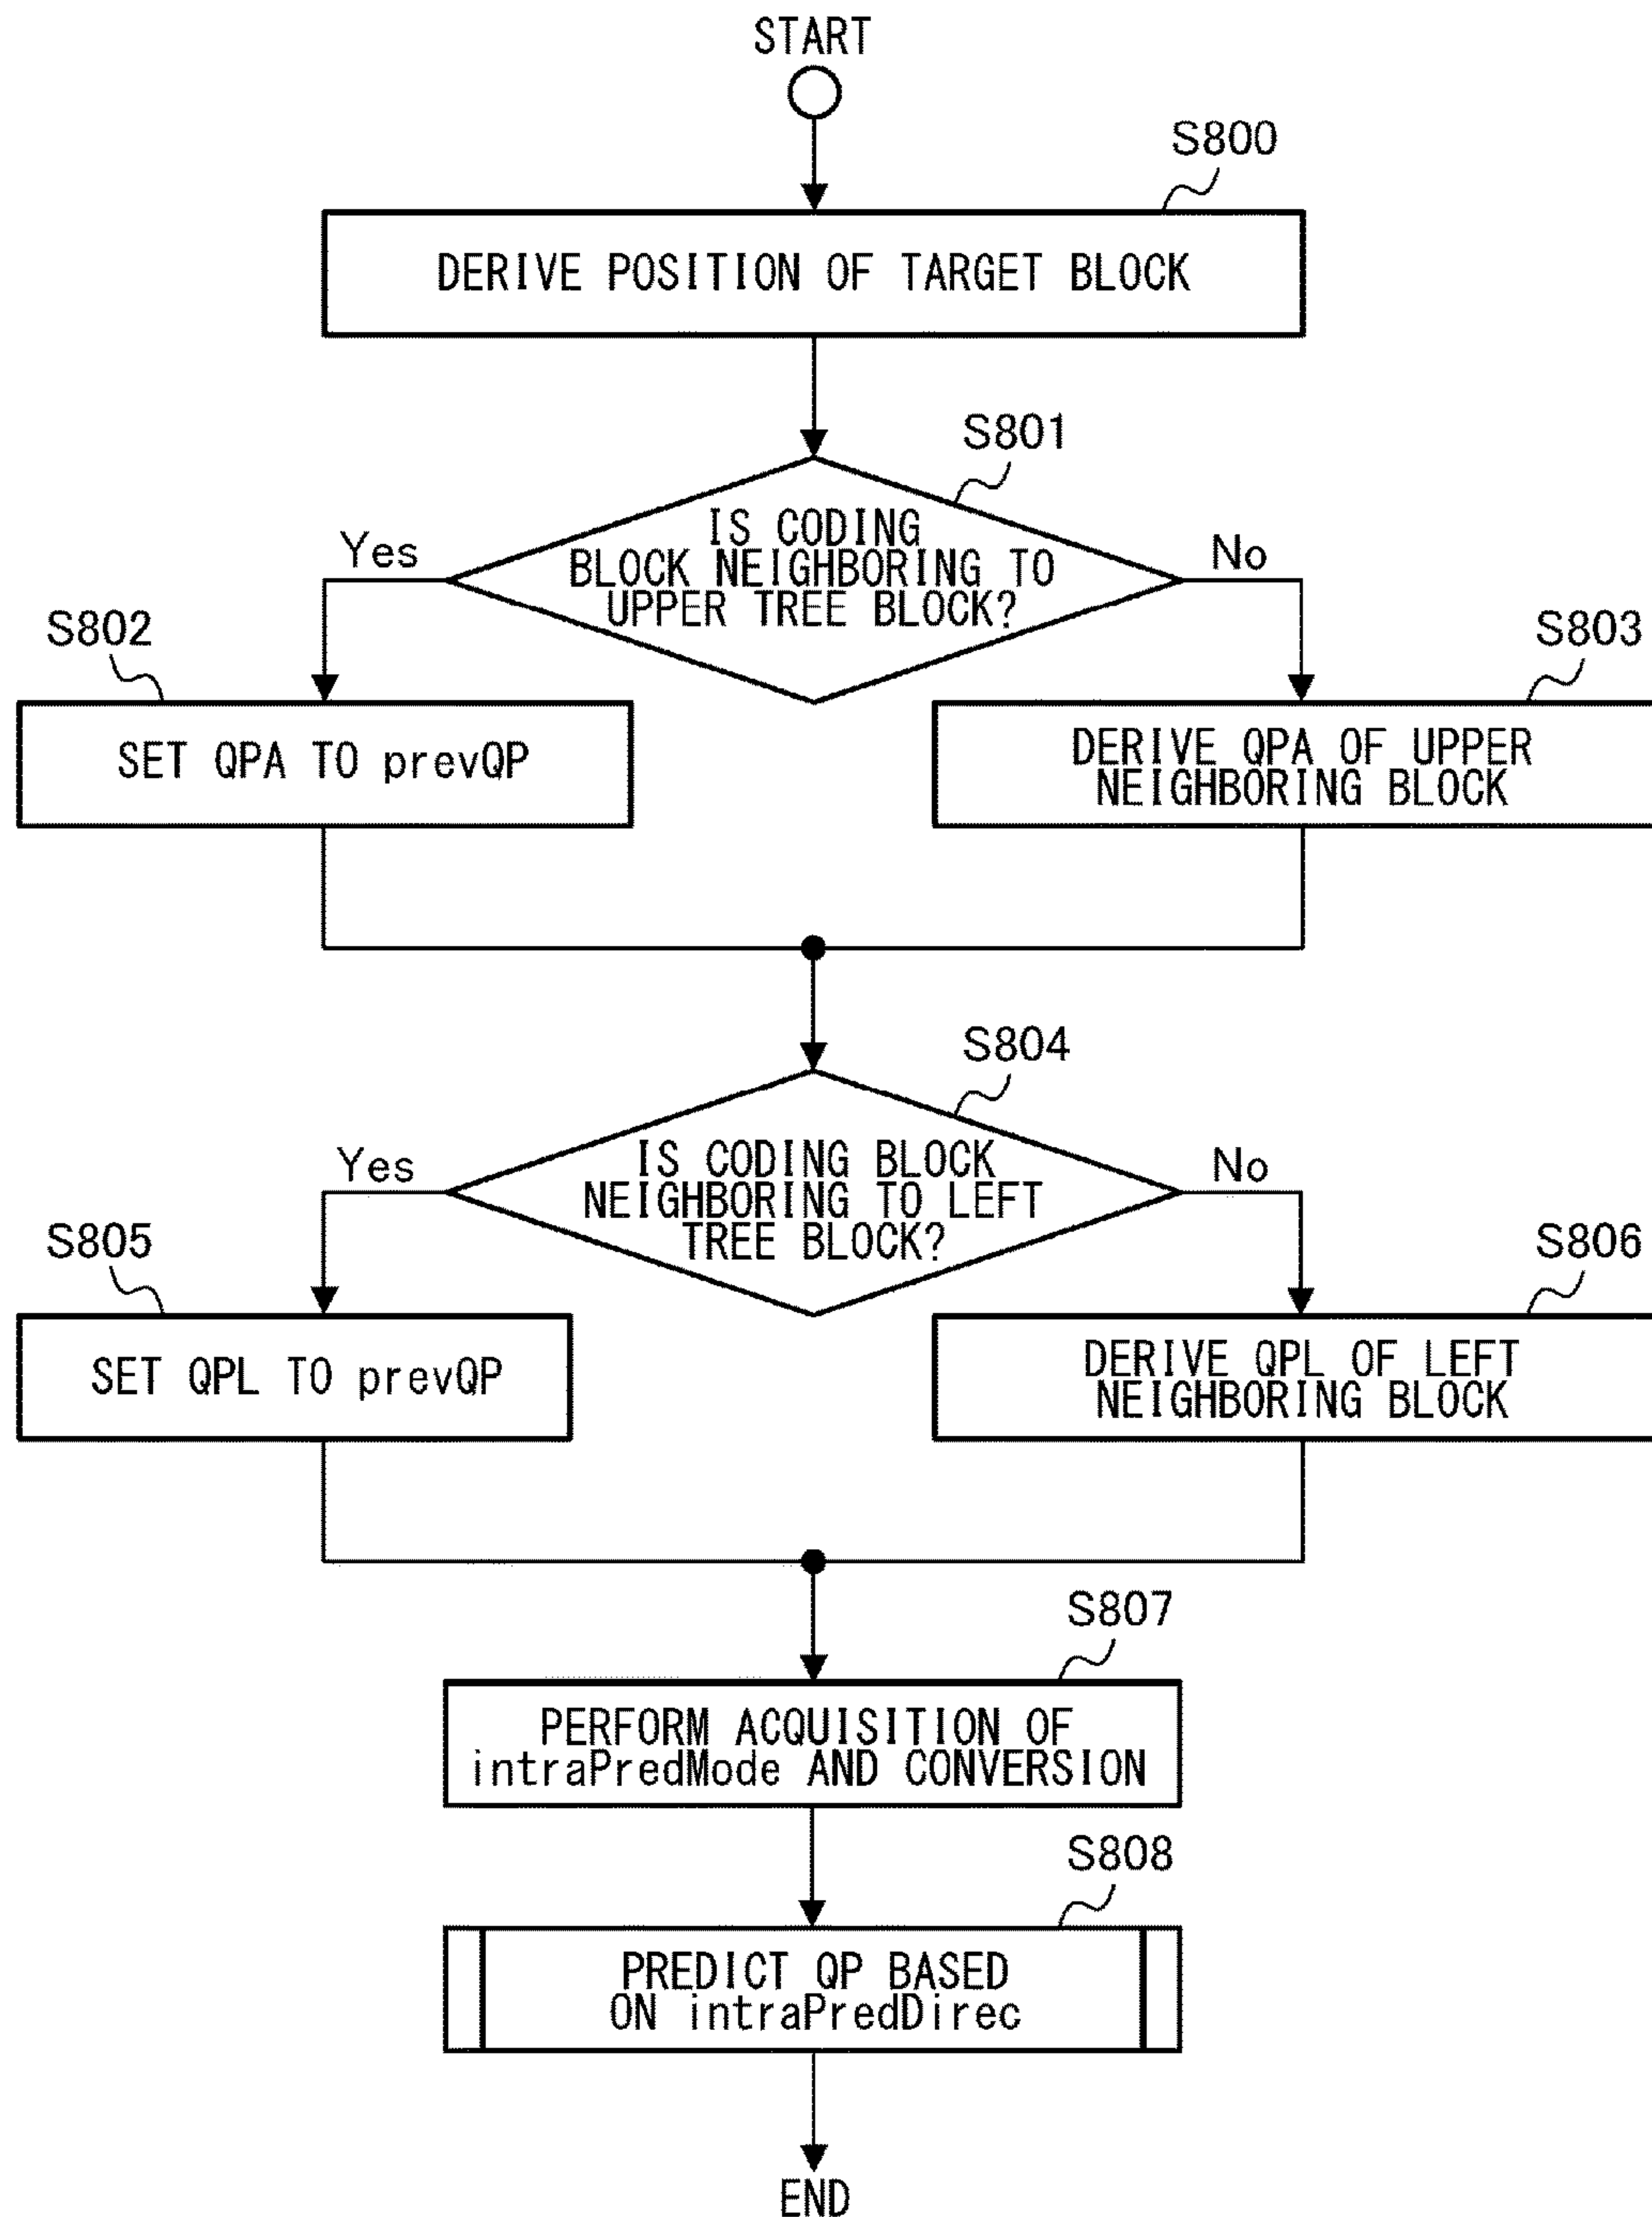 START
S800
DERIVE POSITION OF TARGET BLOCK
S801
IS CODING
BLOCK NEIGHBORING TO
UPPER TREE BLOCK?
Yes
No
S802
S803
SET QPA TO prevQP
DERIVE QPA OF UPPER
NEIGHBORING BLOCK
S804
IS CODING BLOCK
NEIGHBORING TO LEFT
TREE BLOCK?
Yes
No
S805
S806
SET QPL TO prevQP
DERIVE QPL OF LEFT
NEIGHBORING BLOCK
S807
PERFORM ACQUISITION OF
intraPredMode AND CONVERSION
S808
PREDICT QP BASED
ON intraPredDirec
END